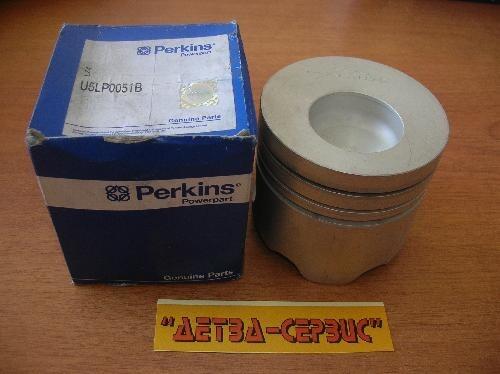 Perkins®
Powerpart
U5LP0051B
Genuine Parts
Perkins®
Powerpart
Genuine Parts
"ДЕТВА-СЕРВИС"